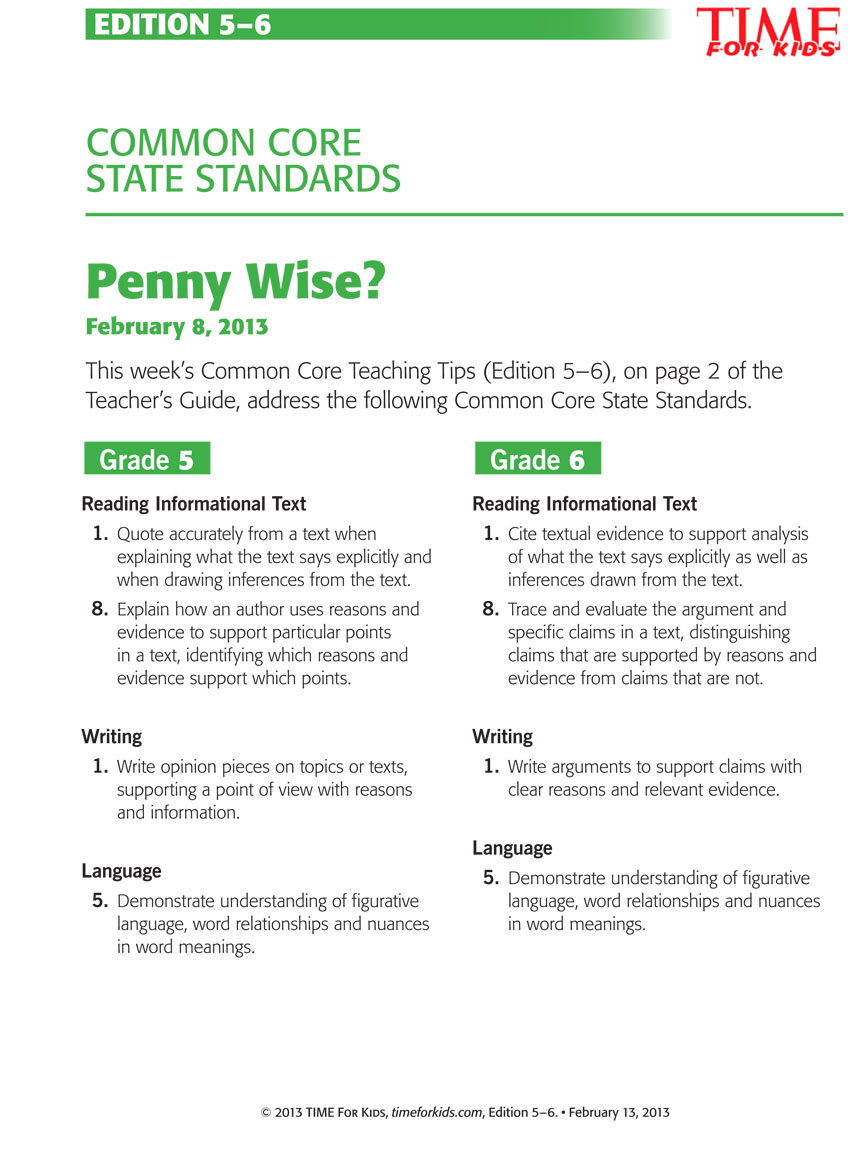 EDITION 5–6
TIME
FOR KIDS
COMMON CORE
STATE STANDARDS
Penny Wise?
February 8, 2013
This week’s Common Core Teaching Tips (Edition 5–6), on page 2 of the
Teacher’s Guide, address the following Common Core State Standards.
Grade 5
Reading Informational Text
1. Quote accurately from a text when
explaining what the text says explicitly and
when drawing inferences from the text.
8. Explain how an author uses reasons and
evidence to support particular points
in a text, identifying which reasons and
evidence support which points.
Writing
1. Write opinion pieces on topics or texts,
supporting a point of view with reasons
and information.
Language
5. Demonstrate understanding of figurative
language, word relationships and nuances
in word meanings.
Grade 6
Reading Informational Text
1. Cite textual evidence to support analysis
of what the text says explicitly as well as
inferences drawn from the text.
8. Trace and evaluate the argument and
specific claims in a text, distinguishing
claims that are supported by reasons and
evidence from claims that are not.
Writing
1. Write arguments to support claims with
clear reasons and relevant evidence.
Language
5. Demonstrate understanding of figurative
language, word relationships and nuances
in word meanings.
© 2013 TIME FOR KIDS, timeforkids.com, Edition 5–6. • February 13, 2013